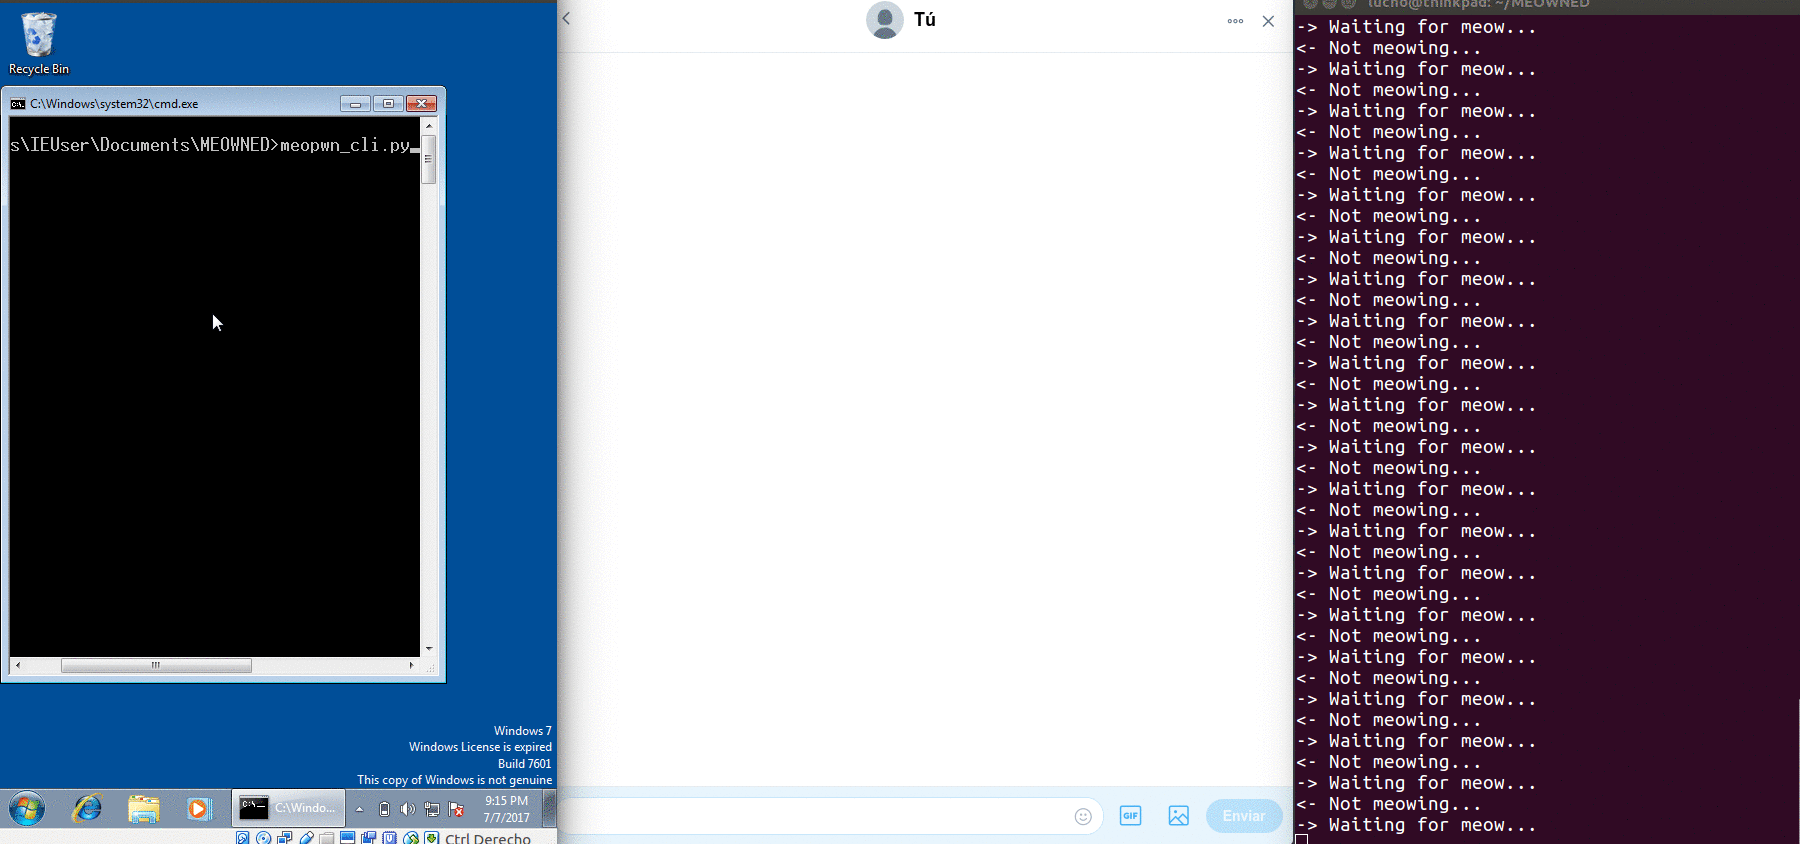 Recycle Bin
C:\Windows\system32\cmd.exe
s\IEUser\Documents\MEOWNED>meopwn_cli.py
Windows 7
Windows License is expired
Build 7601
This copy of Windows is not genuine
C:\Windo...
9:15 PM
7/7/2017
Ctrl Derecho
Tú
GIF
Enviar
lucho@thinkpad: ~/MEOWNED
-> Waiting for meow...
<- Not meowing...
-> Waiting for meow...
<- Not meowing...
-> Waiting for meow...
<- Not meowing...
-> Waiting for meow...
<- Not meowing...
-> Waiting for meow...
<- Not meowing...
-> Waiting for meow...
<- Not meowing...
-> Waiting for meow...
<- Not meowing...
-> Waiting for meow...
<- Not meowing...
-> Waiting for meow...
<- Not meowing...
-> Waiting for meow...
<- Not meowing...
-> Waiting for meow...
<- Not meowing...
-> Waiting for meow...
<- Not meowing...
-> Waiting for meow...
<- Not meowing...
-> Waiting for meow...
<- Not meowing...
-> Waiting for meow...
<- Not meowing...
-> Waiting for meow...
<- Not meowing...
-> Waiting for meow...
<- Not meowing...
-> Waiting for meow...
<- Not meowing...
-> Waiting for meow...
<- Not meowing...
-> Waiting for meow...